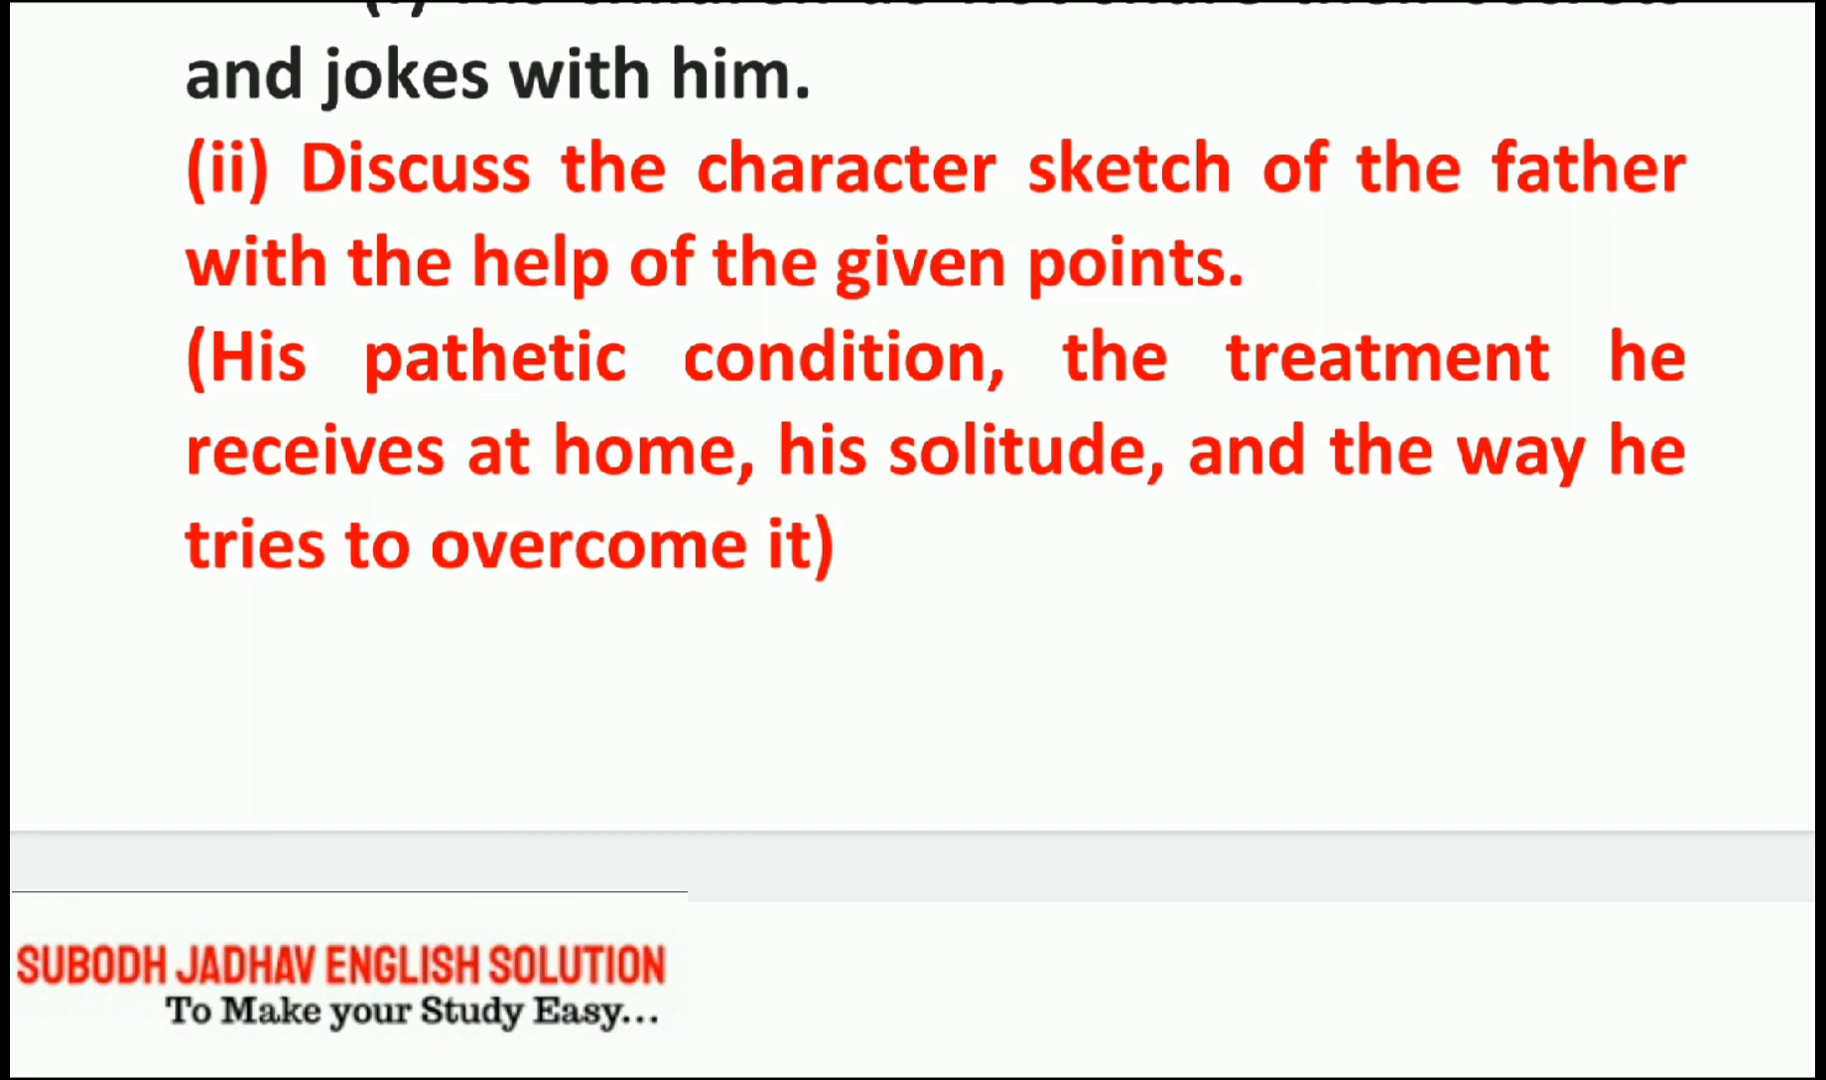 and jokes with him.
(ii) Discuss the character sketch of the father
with the help of the given points.
(His pathetic condition, the treatment he
receives at home, his solitude, and the way he
tries to overcome it)
SUBODH JADHAV ENGLISH SOLUTION
To Make your Study Easy...